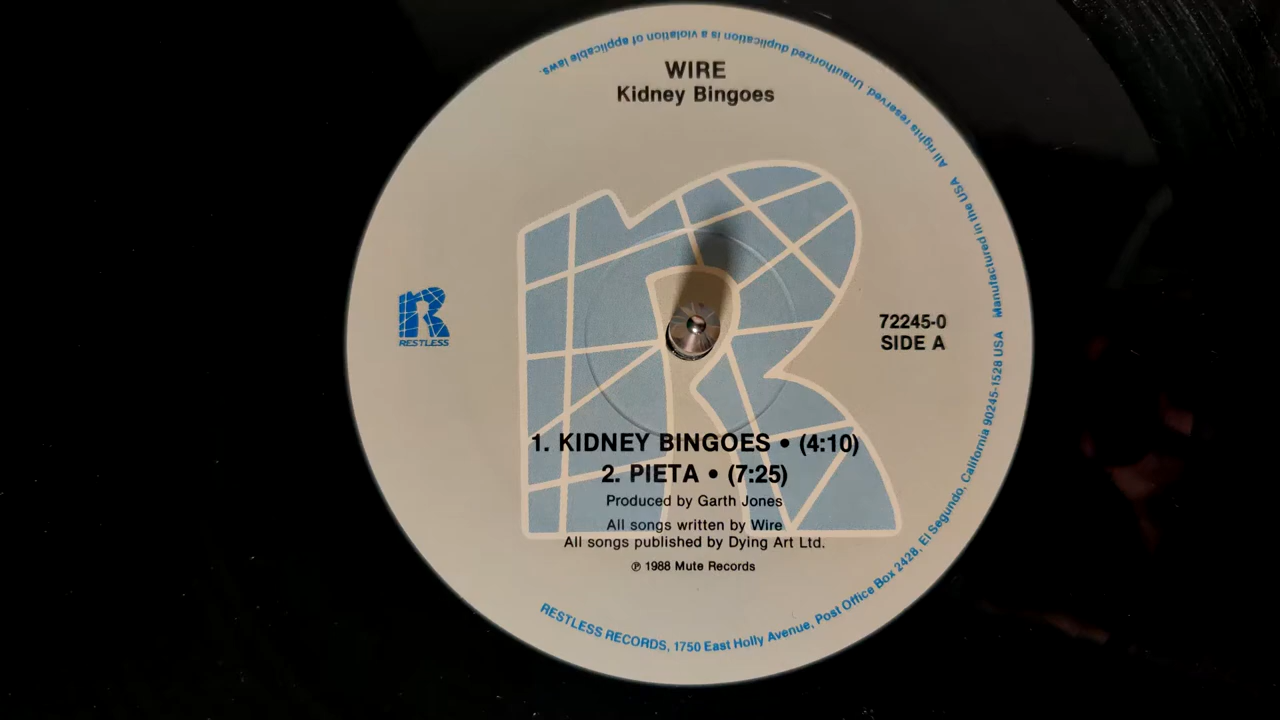 WIRE
Kidney Bingoes
RESTLESS
72245-0
SIDE A
1. KIDNEY BINGOES • (4:10)
2. PIETA • (7:25)
Produced by Garth Jones
All songs written by Wire
All songs published by Dying Art Ltd.
℗ 1988 Mute Records
RESTLESS RECORDS, 1750 East Holly Avenue, Post Office Box 2428, El Segundo, California 90245-1528 USA Manufactured in the USA All rights reserved. Unauthorized duplication is a violation of applicable laws.